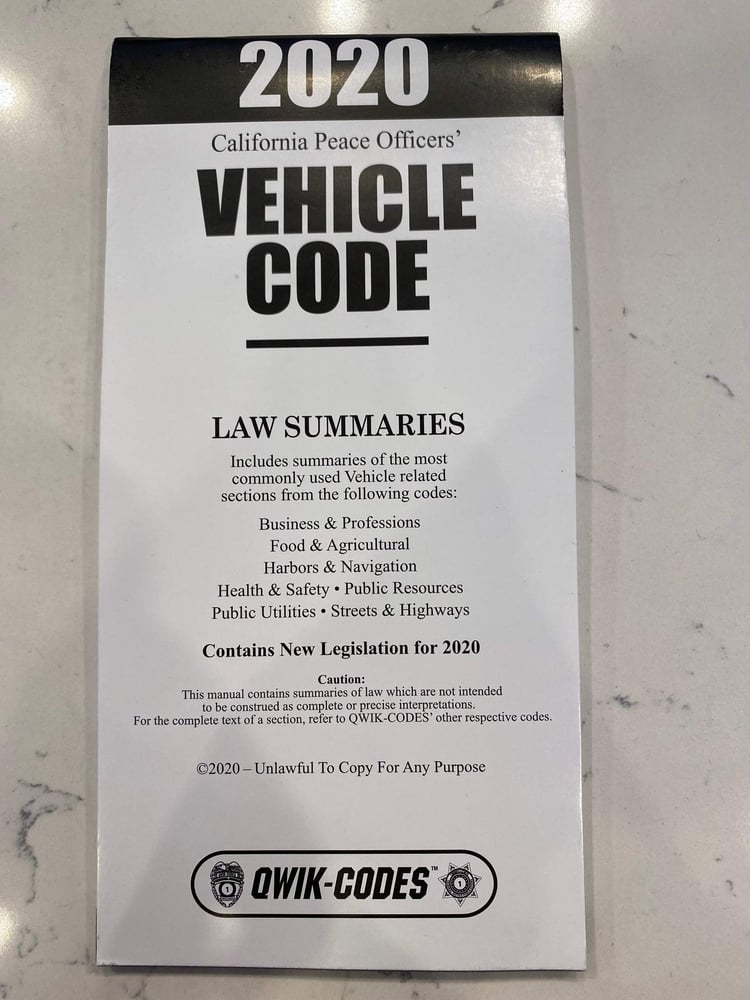 2020
California Peace Officers'
VEHICLE
CODE
LAW SUMMARIES
Includes summaries of the most
commonly used Vehicle related
sections from the following codes:
Business & Professions
Food & Agricultural
Harbors & Navigation
Health & Safety • Public Resources
Public Utilities • Streets & Highways
Contains New Legislation for 2020
Caution:
This manual contains summaries of law which are not intended
to be construed as complete or precise interpretations.
For the complete text of a section, refer to QWIK-CODES' other respective codes.
©2020 – Unlawful To Copy For Any Purpose
1 QWIK-CODES™ 1